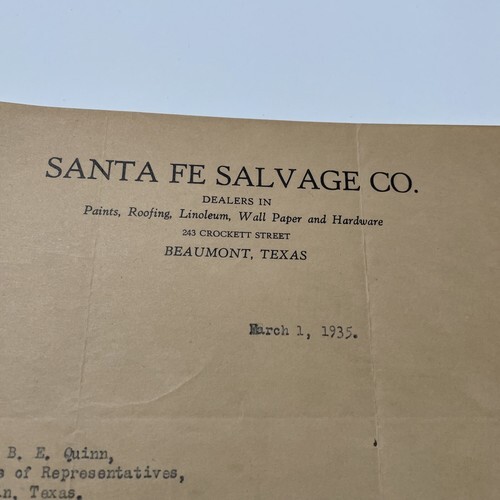 SANTA FE SALVAGE CO.
DEALERS IN
Paints, Roofing, Linoleum, Wall Paper and Hardware
243 CROCKETT STREET
BEAUMONT, TEXAS
March 1, 1935.
B. E. Quinn,
s of Representatives,
n, Texas.